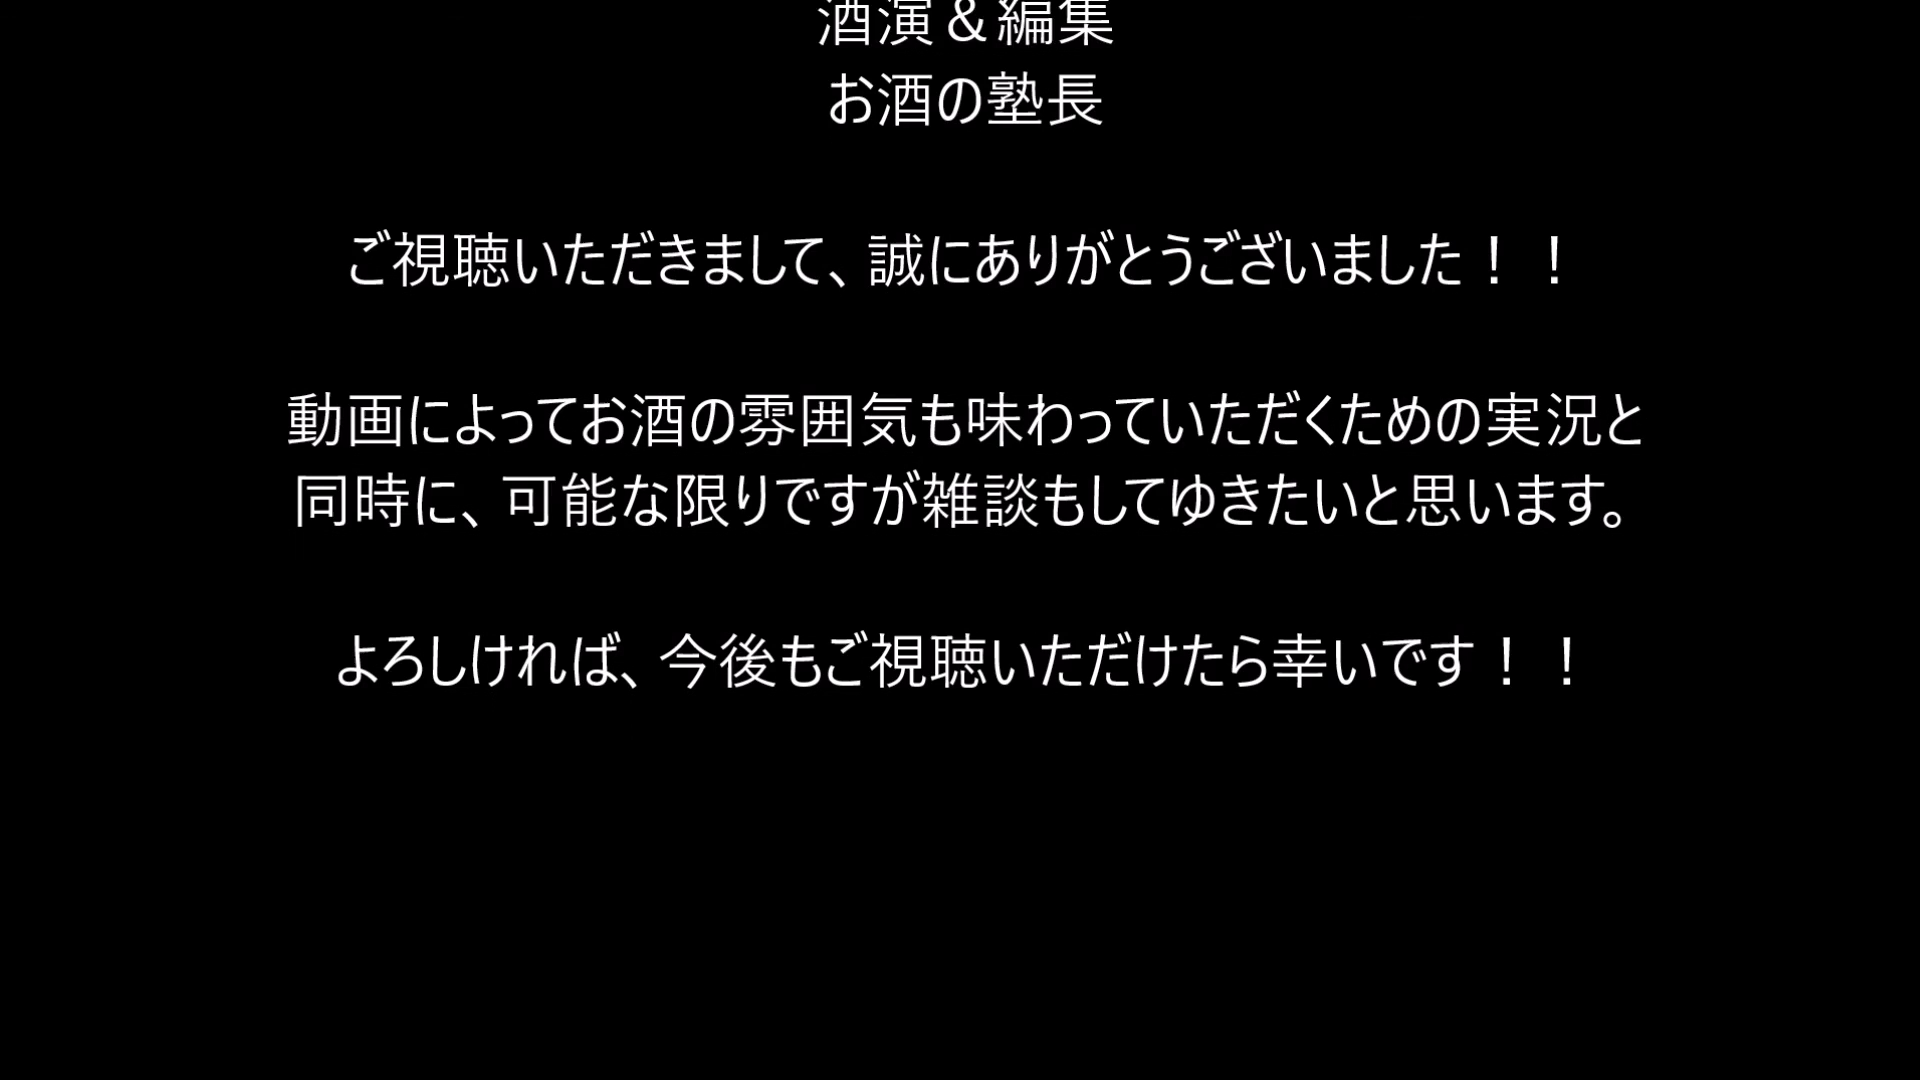 酒演＆編集
お酒の塾長
ご視聴いただきまして、誠にありがとうございました！！
動画によってお酒の雰囲気も味わっていただくための実況と
同時に、可能な限りですが雑談もしてゆきたいと思います。
よろしければ、今後もご視聴いただけたら幸いです！！